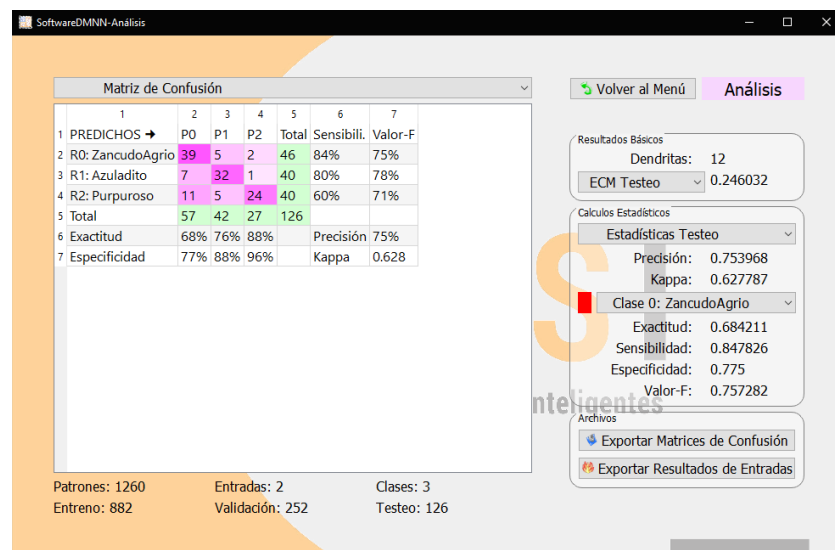 SoftwareDMNN-Análisis
Matriz de Confusión
Volver al Menú
Análisis
1 2 3 4 5 6 7
1 PREDICHOS ➔ P0 P1 P2 Total Sensibili. Valor-F
2 R0: ZancudoAgrio 39 5 2 46 84% 75%
3 R1: Azuladito 7 32 1 40 80% 78%
4 R2: Purpuroso 11 5 24 40 60% 71%
5 Total 57 42 27 126
6 Exactitud 68% 76% 88% Precisión 75%
7 Especificidad 77% 88% 96% Kappa 0.628
Resultados Básicos
Dendritas: 12
ECM Testeo 0.246032
Calculos Estadísticos
Estadísticas Testeo
Precisión: 0.753968
Kappa: 0.627787
Clase 0: ZancudoAgrio
Exactitud: 0.684211
Sensibilidad: 0.847826
Especificidad: 0.775
Valor-F: 0.757282
nteligentes
Archivos
Exportar Matrices de Confusión
Exportar Resultados de Entradas
Patrones: 1260 Entradas: 2 Clases: 3
Entreno: 882 Validación: 252 Testeo: 126